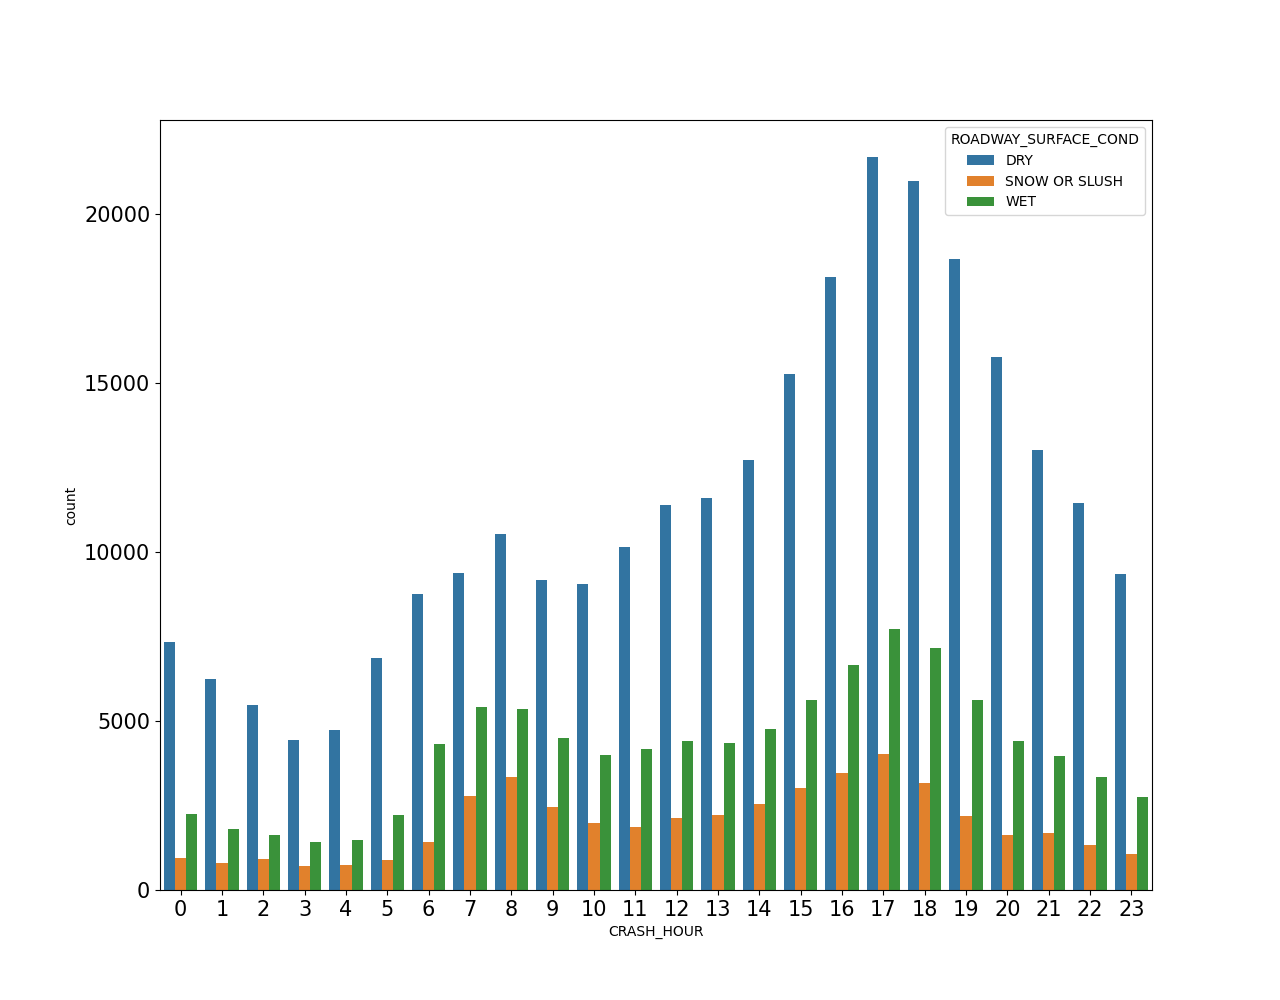 ROADWAY_SURFACE_COND
DRY
SNOW OR SLUSH
WET
20000
15000
10000
5000
0
count
0 1 2 3 4 5 6 7 8 9 10 11 12 13 14 15 16 17 18 19 20 21 22 23
CRASH_HOUR